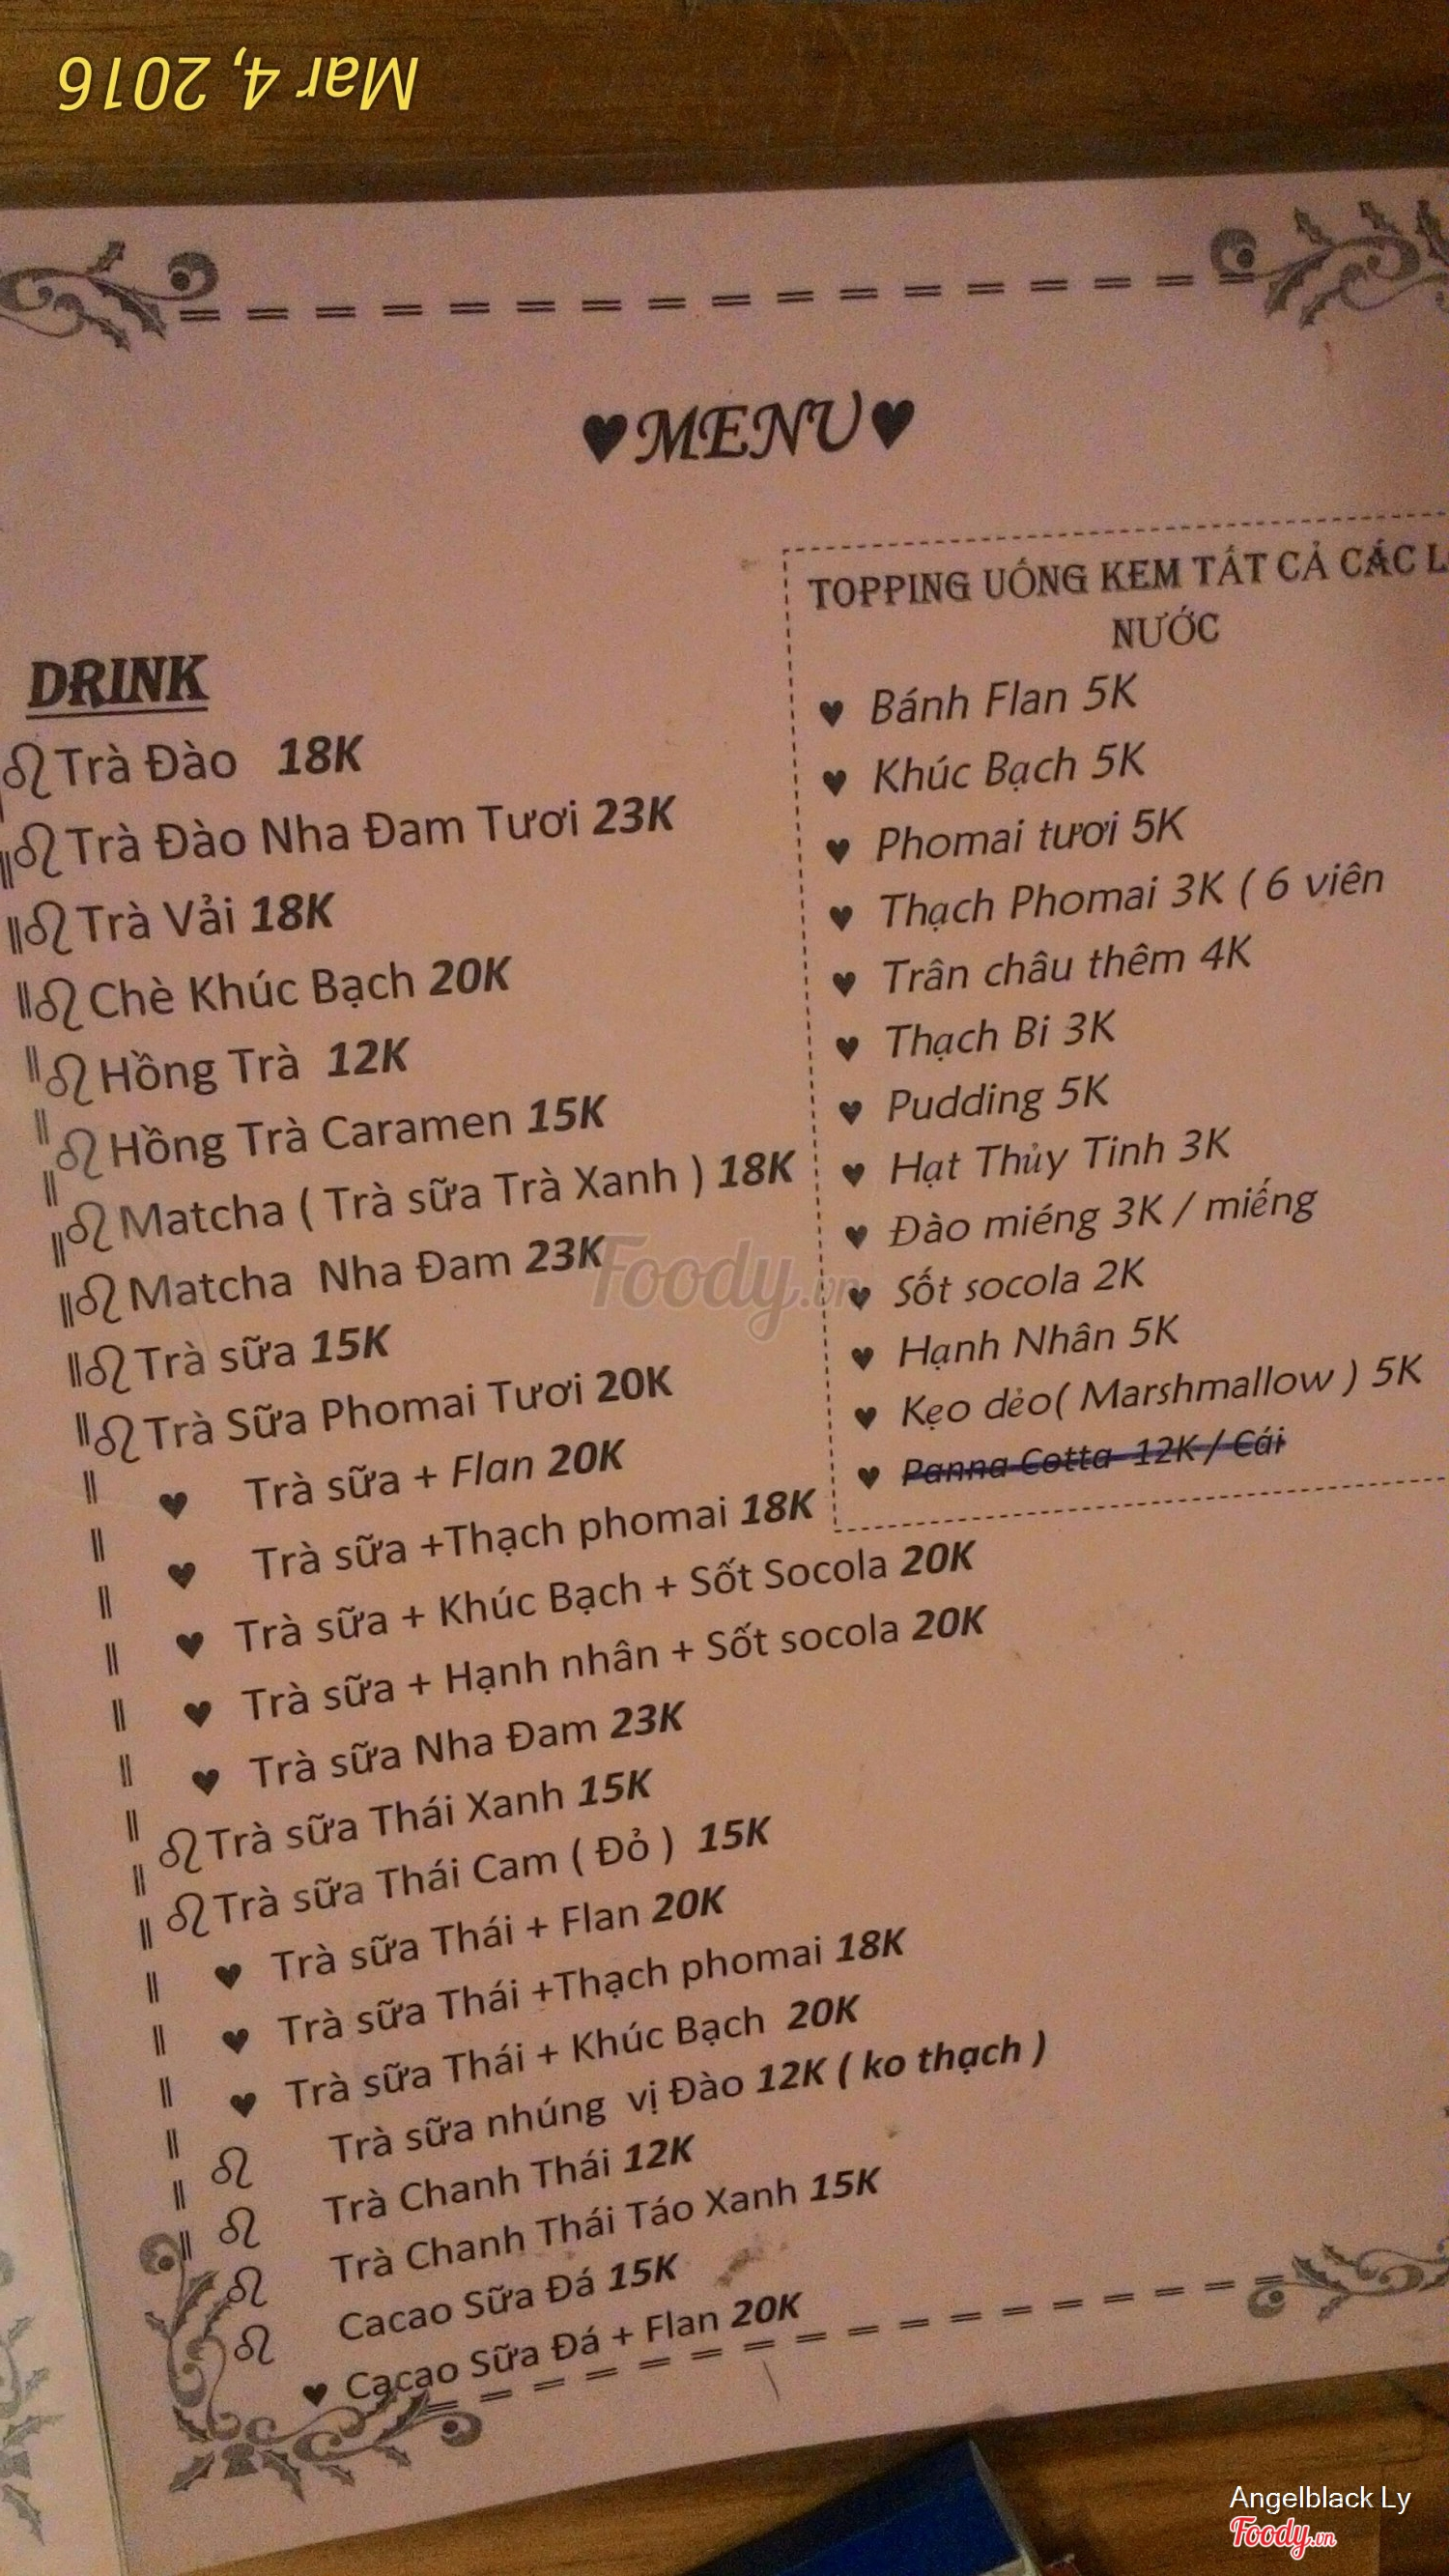 Mar 4, 2016
♥MENU♥
DRINK
Trà Đào 18K
Trà Đào Nha Đam Tươi 23K
Trà Vải 18K
Chè Khúc Bạch 20K
Hồng Trà 12K
Hồng Trà Caramen 15K
Matcha ( Trà sữa Trà Xanh ) 18K
Matcha Nha Đam 23K
Trà sữa 15K
Trà Sữa Phomai Tươi 20K
♥ Trà sữa + Flan 20K
♥ Trà sữa +Thạch phomai 18K
♥ Trà sữa + Khúc Bạch + Sốt Socola 20K
♥ Trà sữa + Hạnh nhân + Sốt socola 20K
♥ Trà sữa Nha Đam 23K
Trà sữa Thái Xanh 15K
Trà sữa Thái Cam ( Đỏ ) 15K
♥ Trà sữa Thái + Flan 20K
♥ Trà sữa Thái +Thạch phomai 18K
♥ Trà sữa Thái + Khúc Bạch 20K
Trà sữa nhúng vị Đào 12K ( ko thạch )
Trà Chanh Thái 12K
Trà Chanh Thái Táo Xanh 15K
Cacao Sữa Đá 15K
♥ Cacao Sữa Đá + Flan 20K
TOPPING UỐNG KEM TẤT CẢ CÁC L
NƯỚC
♥ Bánh Flan 5K
♥ Khúc Bạch 5K
♥ Phomai tươi 5K
♥ Thạch Phomai 3K ( 6 viên
♥ Trân châu thêm 4K
♥ Thạch Bi 3K
♥ Pudding 5K
♥ Hạt Thủy Tinh 3K
♥ Đào miéng 3K / miếng
♥ Sốt socola 2K
♥ Hạnh Nhân 5K
♥ Kẹo dẻo( Marshmallow ) 5K
♥ Panna Cotta 12K / Cái
Foody.vn
Angelblack Ly
Foody.vn